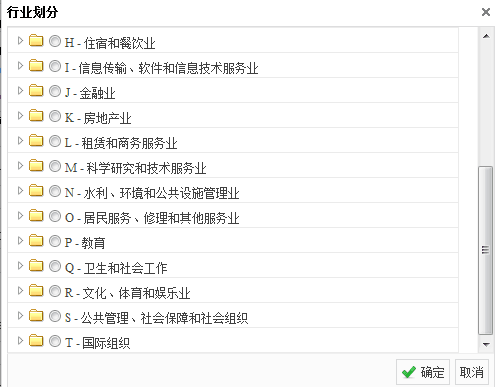 行业划分
H - 住宿和餐饮业
I - 信息传输、软件和信息技术服务业
J - 金融业
K - 房地产业
L - 租赁和商务服务业
M - 科学研究和技术服务业
N - 水利、环境和公共设施管理业
O - 居民服务、修理和其他服务业
P - 教育
Q - 卫生和社会工作
R - 文化、体育和娱乐业
S - 公共管理、社会保障和社会组织
T - 国际组织
确定 取消